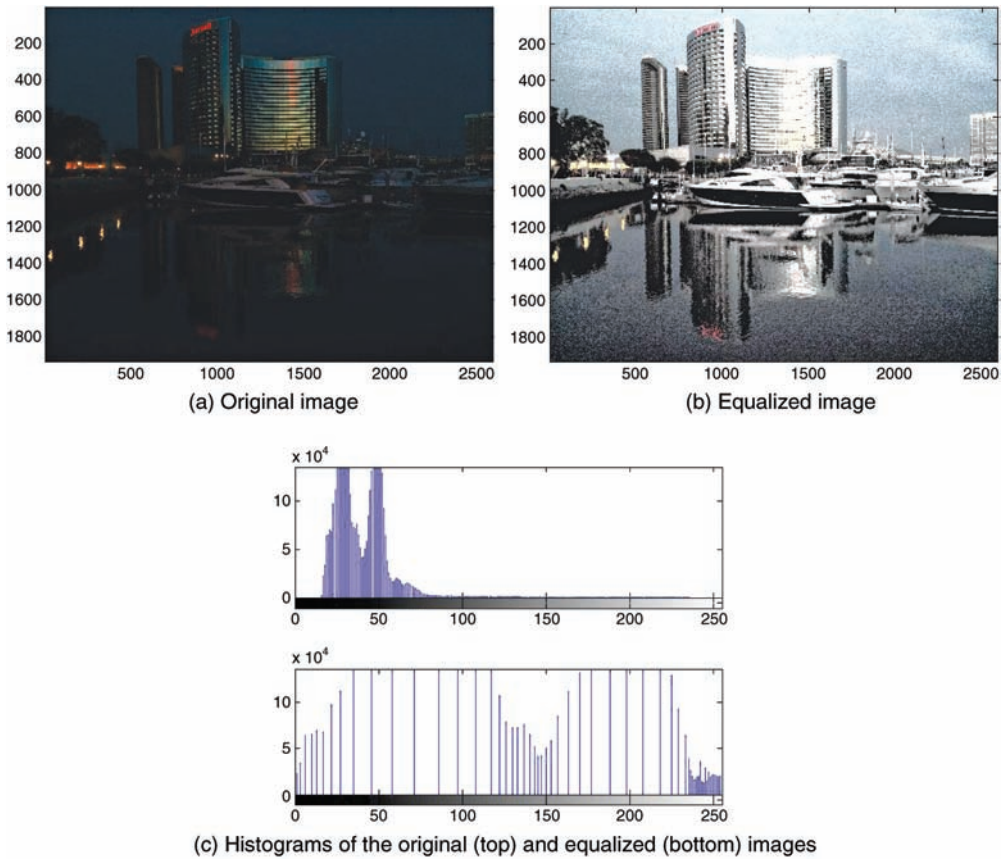 200
400
600
800
1000
1200
1400
1600
1800
500 1000 1500 2000 2500
(a) Original image
200
400
600
800
1000
1200
1400
1600
1800
500 1000 1500 2000 2500
(b) Equalized image
x 10⁴
10
5
0
0 50 100 150 200 250
x 10⁴
10
5
0
0 50 100 150 200 250
(c) Histograms of the original (top) and equalized (bottom) images